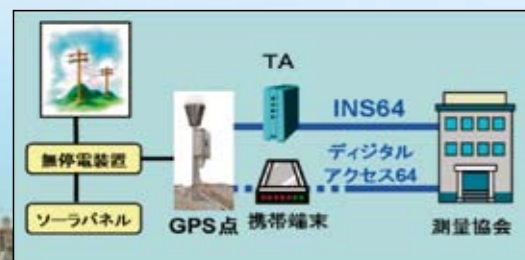 TA
INS64
ディジタル
アクセス64
無停電装置
ソーラパネル
GPS点
携帯端末
測量協会